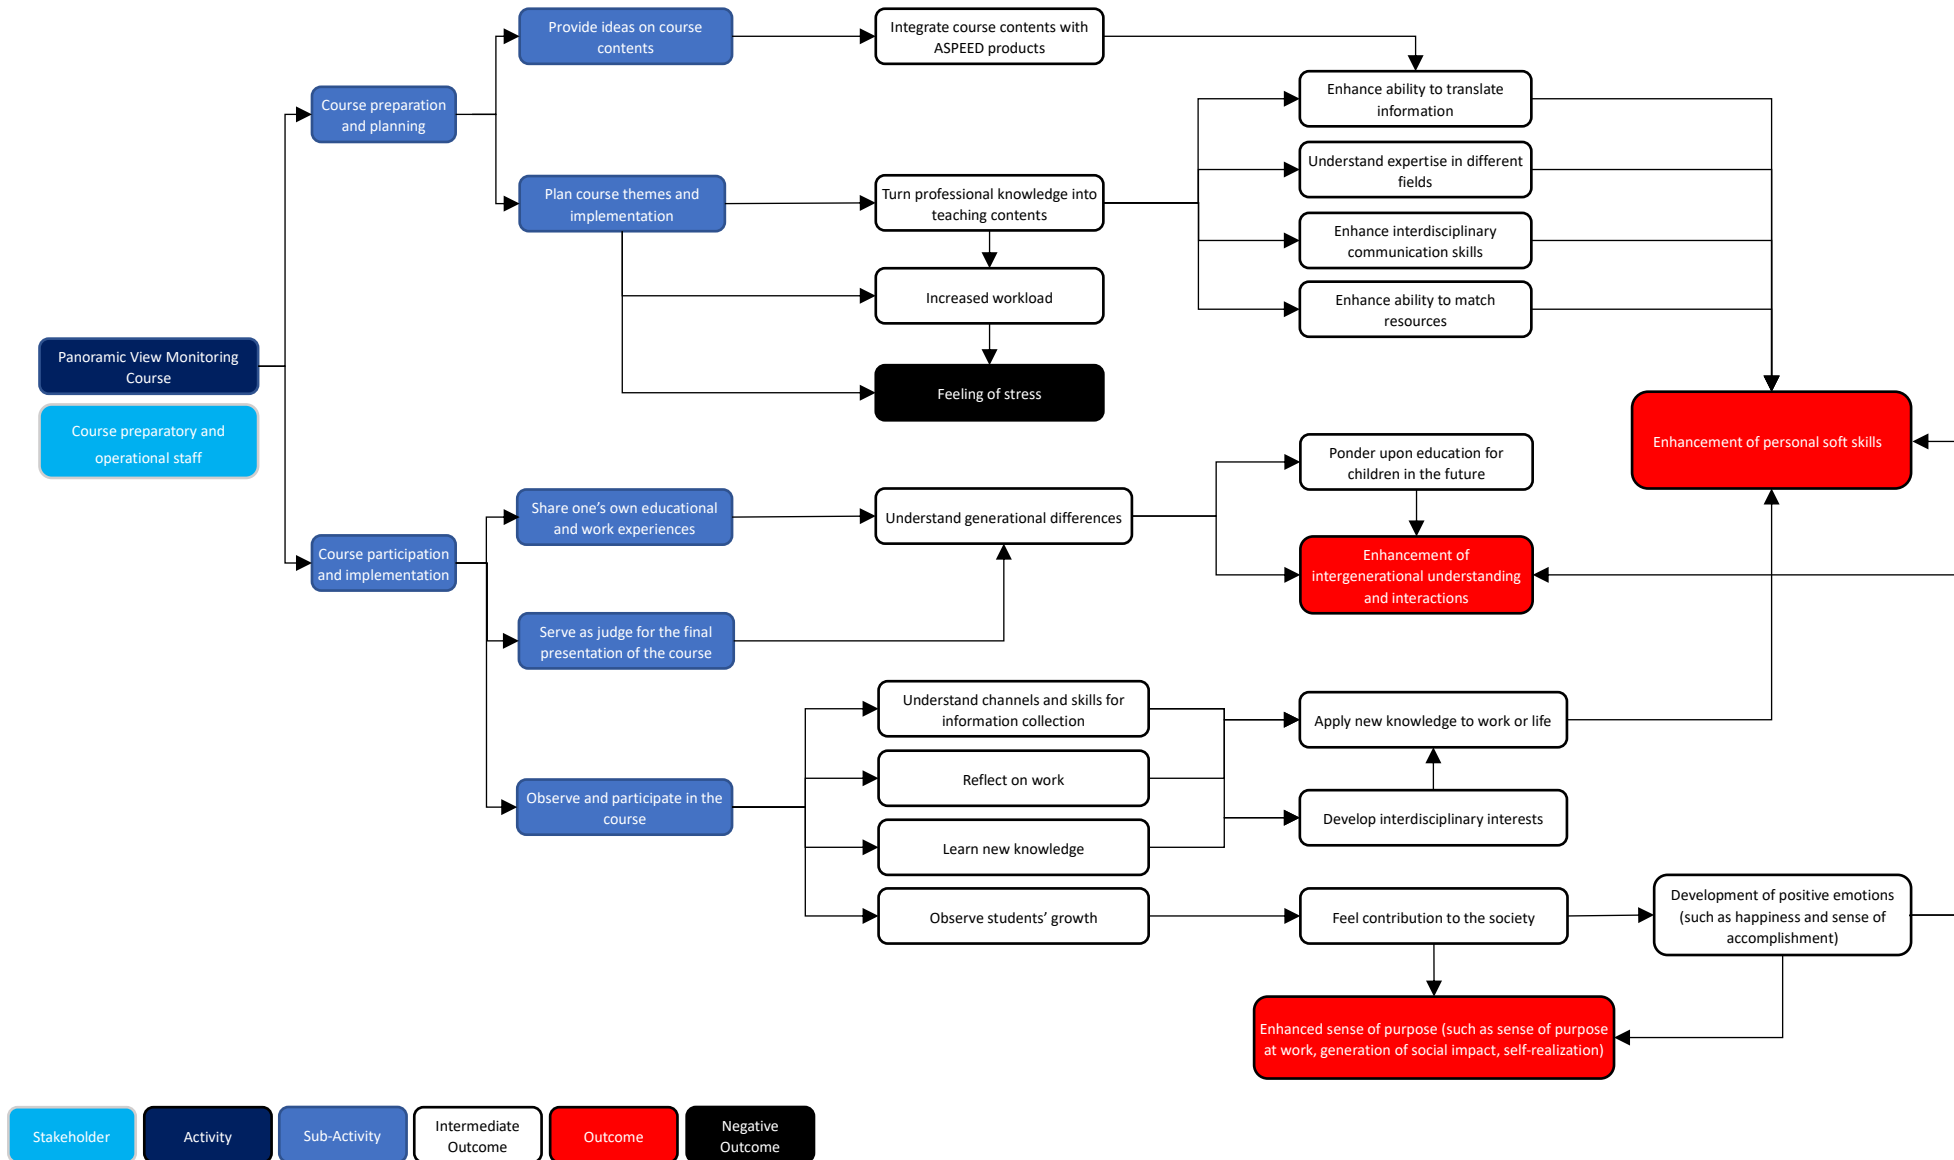 Provide ideas on course
contents
Integrate course contents with
ASPEED products
Enhance ability to translate
information
Course preparation
and planning
Understand expertise in different
fields
Plan course themes and
implementation
Turn professional knowledge into
teaching contents
Enhance interdisciplinary
communication skills
Increased workload
Enhance ability to match
resources
Panoramic View Monitoring
Course
Feeling of stress
Course preparatory and
operational staff
Enhancement of personal soft skills
Ponder upon education for
children in the future
Share one’s own educational
and work experiences
Understand generational differences
Course participation
and implementation
Enhancement of
intergenerational understanding
and interactions
Serve as judge for the final
presentation of the course
Understand channels and skills for
information collection
Apply new knowledge to work or life
Reflect on work
Observe and participate in the
course
Develop interdisciplinary interests
Learn new knowledge
Observe students’ growth
Feel contribution to the society
Development of positive emotions
(such as happiness and sense of
accomplishment)
Enhanced sense of purpose (such as sense of purpose
at work, generation of social impact, self-realization)
Stakeholder
Activity
Sub-Activity
Intermediate
Outcome
Outcome
Negative
Outcome